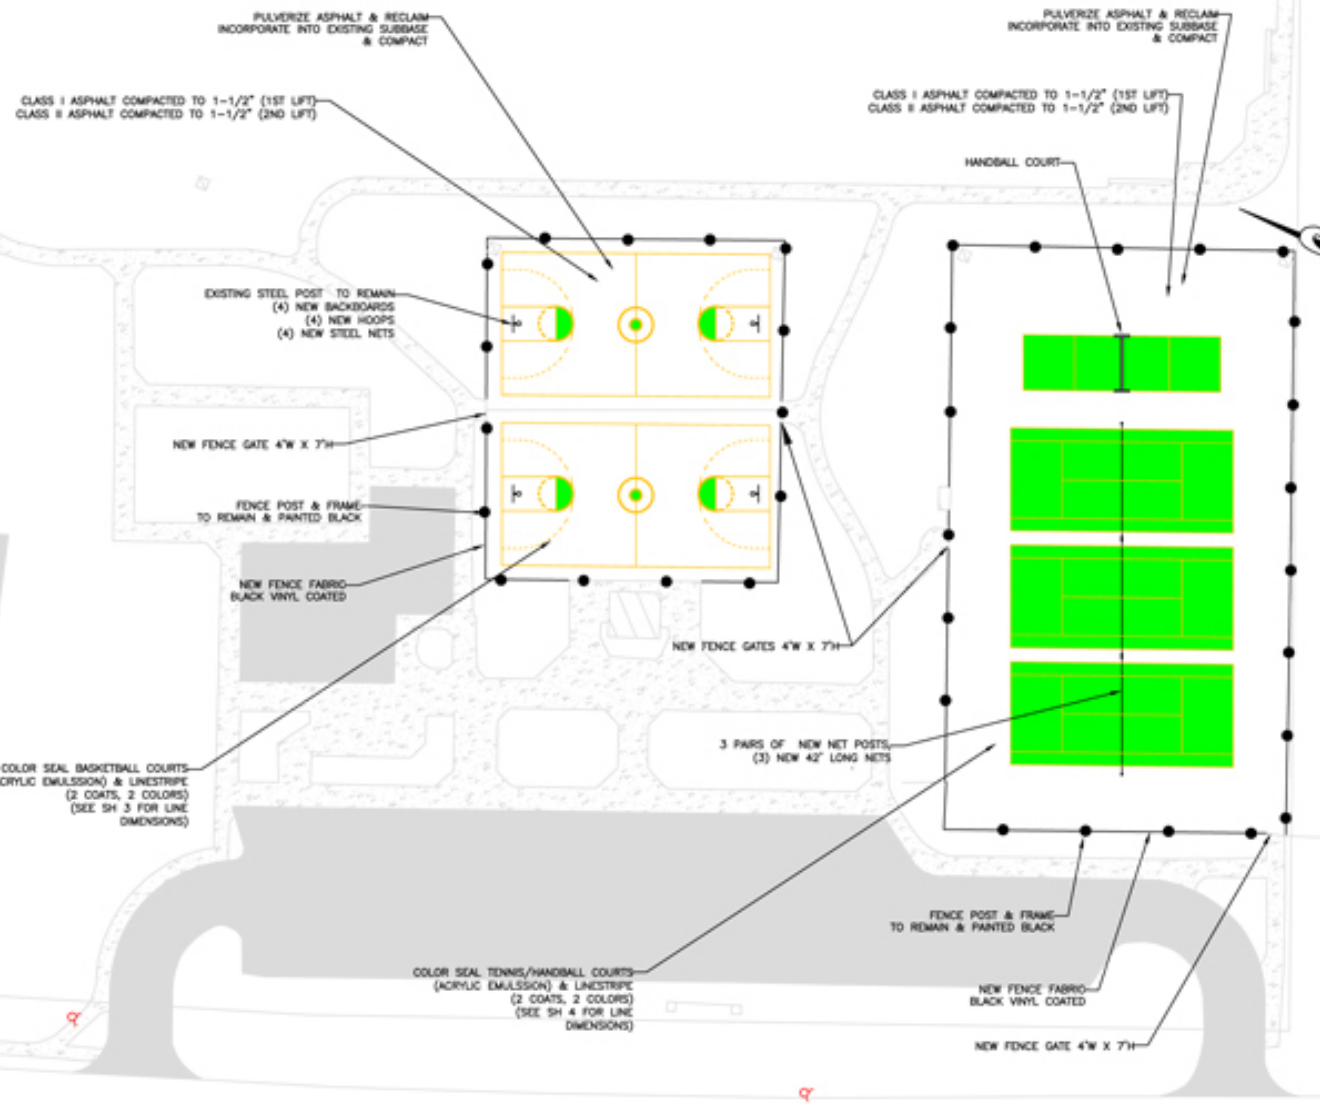 PULVERIZE ASPHALT & RECLAIM
INCORPORATE INTO EXISTING SUBBASE
& COMPACT
PULVERIZE ASPHALT & RECLAIM
INCORPORATE INTO EXISTING SUBBASE
& COMPACT
CLASS I ASPHALT COMPACTED TO 1-1/2" (1ST LIFT)
CLASS II ASPHALT COMPACTED TO 1-1/2" (2ND LIFT)
CLASS I ASPHALT COMPACTED TO 1-1/2" (1ST LIFT)
CLASS II ASPHALT COMPACTED TO 1-1/2" (2ND LIFT)
HANDBALL COURT
EXISTING STEEL POST TO REMAIN
(4) NEW BACKBOARDS
(4) NEW HOOPS
(4) NEW STEEL NETS
NEW FENCE GATE 4'W X 7'H
FENCE POST & FRAME
TO REMAIN & PAINTED BLACK
NEW FENCE FABRIC
BLACK VINYL COATED
NEW FENCE GATES 4'W X 7'H
3 PAIRS OF NEW NET POSTS,
(3) NEW 42' LONG NETS
COLOR SEAL BASKETBALL COURTS
CRYLIC EMULSSION) & LINESTRIPE
(2 COATS, 2 COLORS)
(SEE SH 3 FOR LINE
DIMENSIONS)
FENCE POST & FRAME
TO REMAIN & PAINTED BLACK
COLOR SEAL TENNIS/HANDBALL COURTS
(ACRYLIC EMULSSION) & LINESTRIPE
(2 COATS, 2 COLORS)
(SEE SH 4 FOR LINE
DIMENSIONS)
NEW FENCE FABRIC
BLACK VINYL COATED
NEW FENCE GATE 4'W X 7'H